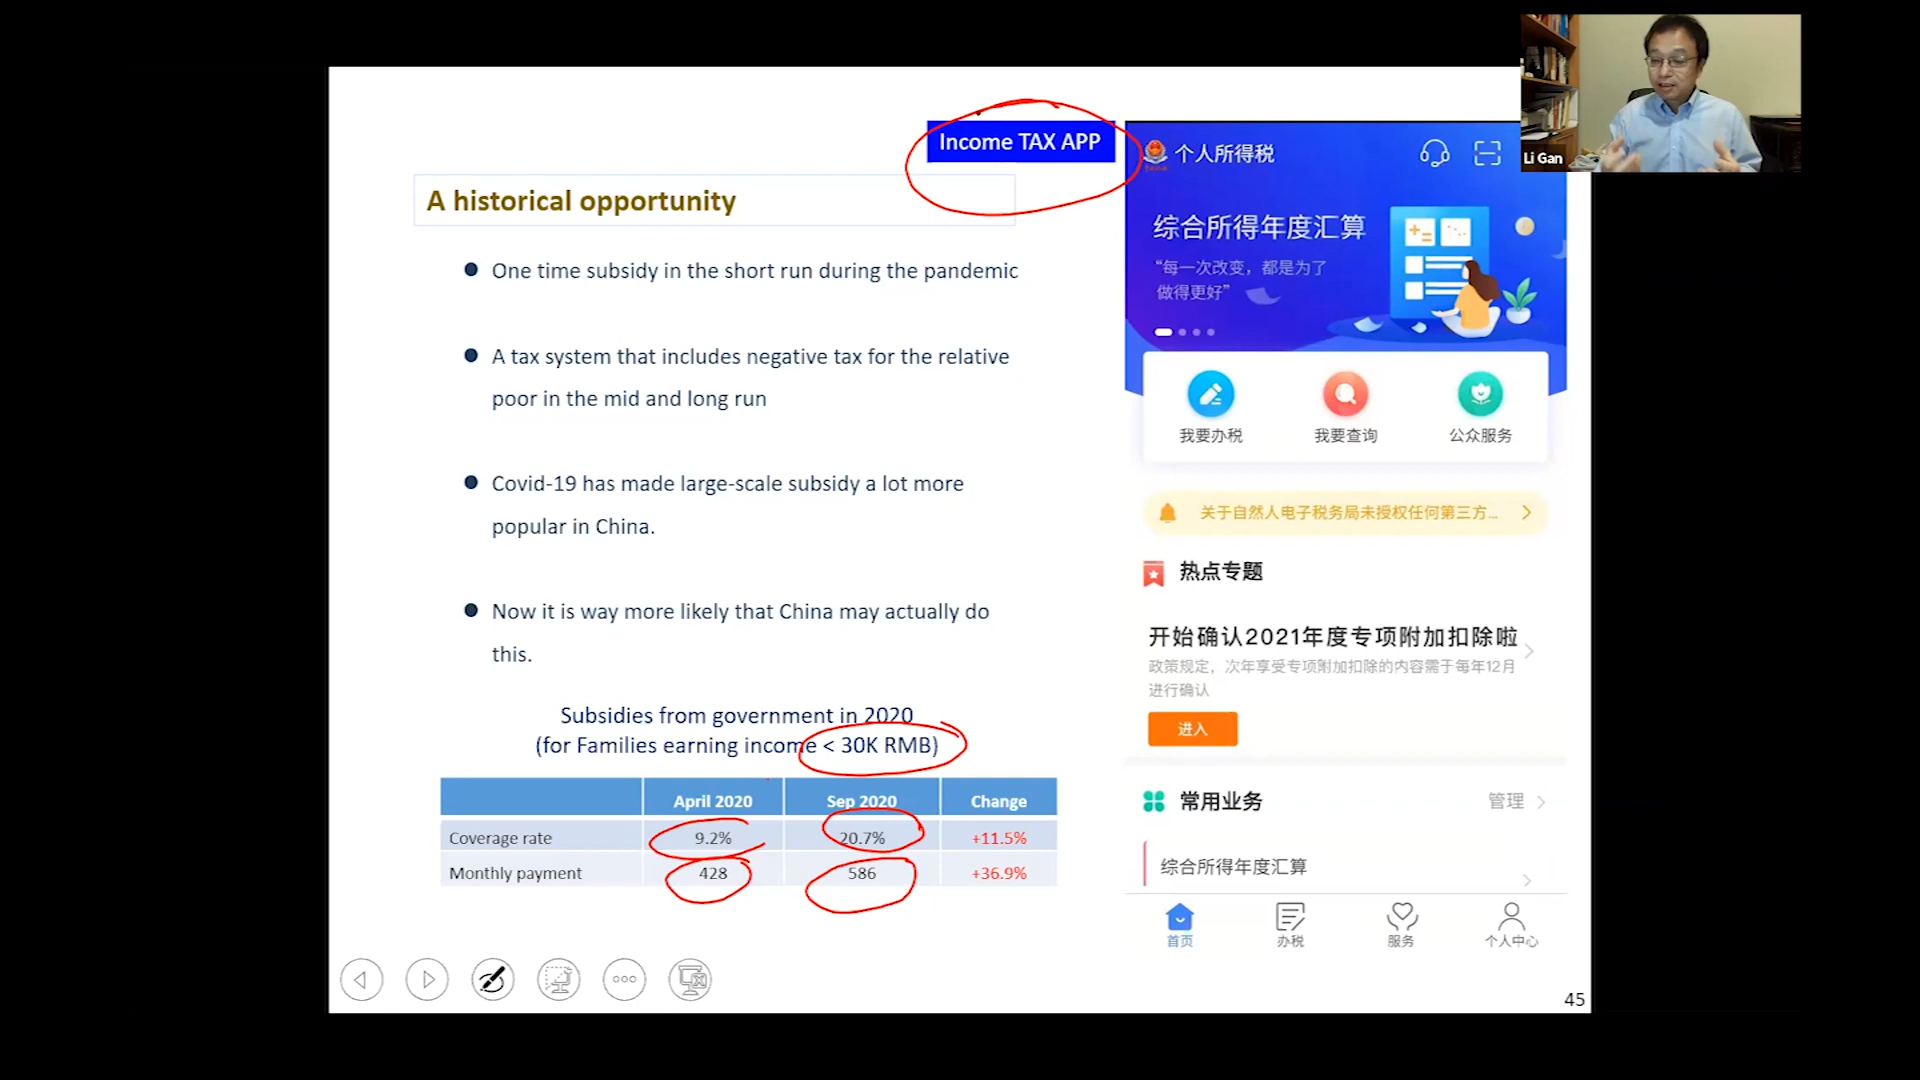 Income TAX APP
A historical opportunity
One time subsidy in the short run during the pandemic
A tax system that includes negative tax for the relative
poor in the mid and long run
Covid-19 has made large-scale subsidy a lot more
popular in China.
Now it is way more likely that China may actually do
this.
Subsidies from government in 2020
(for Families earning income < 30K RMB)
April 2020 Sep 2020 Change
Coverage rate 9.2% 20.7% +11.5%
Monthly payment 428 586 +36.9%
个人所得税
综合所得年度汇算
“每一次改变，都是为了
做得更好”
我要办税 我要查询 公众服务
关于自然人电子税务局未授权任何第三方...
热点专题
开始确认2021年度专项附加扣除啦
政策规定，次年享受专项附加扣除的内容需于每年12月
进行确认
进入
常用业务 管理
综合所得年度汇算
首页 办税 服务 个人中心
45
Li Gan